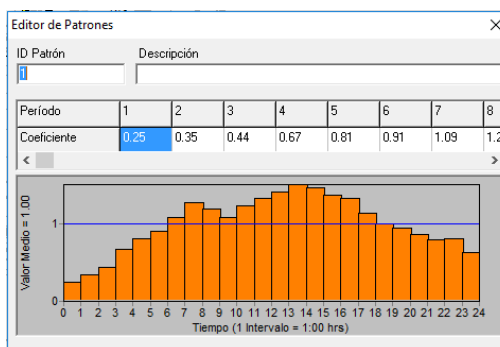 Editor de Patrones
ID Patrón Descripción
1
Período 1 2 3 4 5 6 7 8
Coeficiente 0.25 0.35 0.44 0.67 0.81 0.91 1.09 1.2
Valor Medio = 1.00
1
0
0 1 2 3 4 5 6 7 8 9 10 11 12 13 14 15 16 17 18 19 20 21 22 23 24
Tiempo (1 Intervalo = 1:00 hrs)